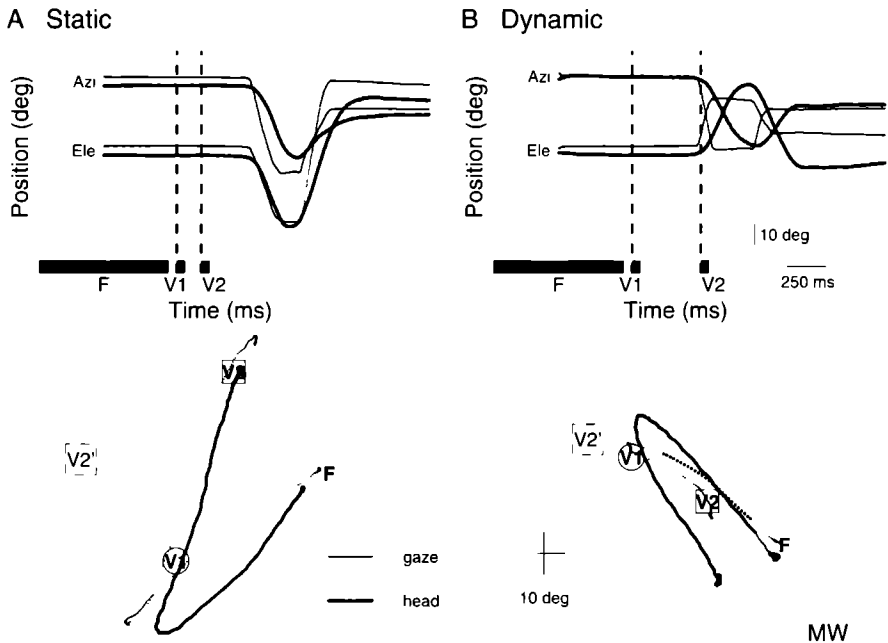 A Static
B Dynamic
Position (deg)
Azi
Ele
F
V1
V2
Time (ms)
Position (deg)
Azi
Ele
10 deg
F
V1
V2
250 ms
Time (ms)
V2
V2'
F
V1
gaze
head
V2'
V1
V2
F
10 deg
MW